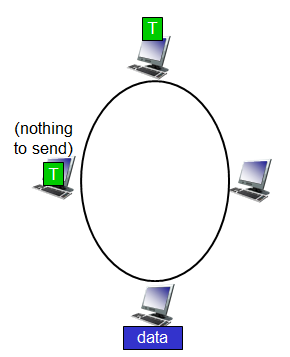 T
(nothing
to send)
T
data